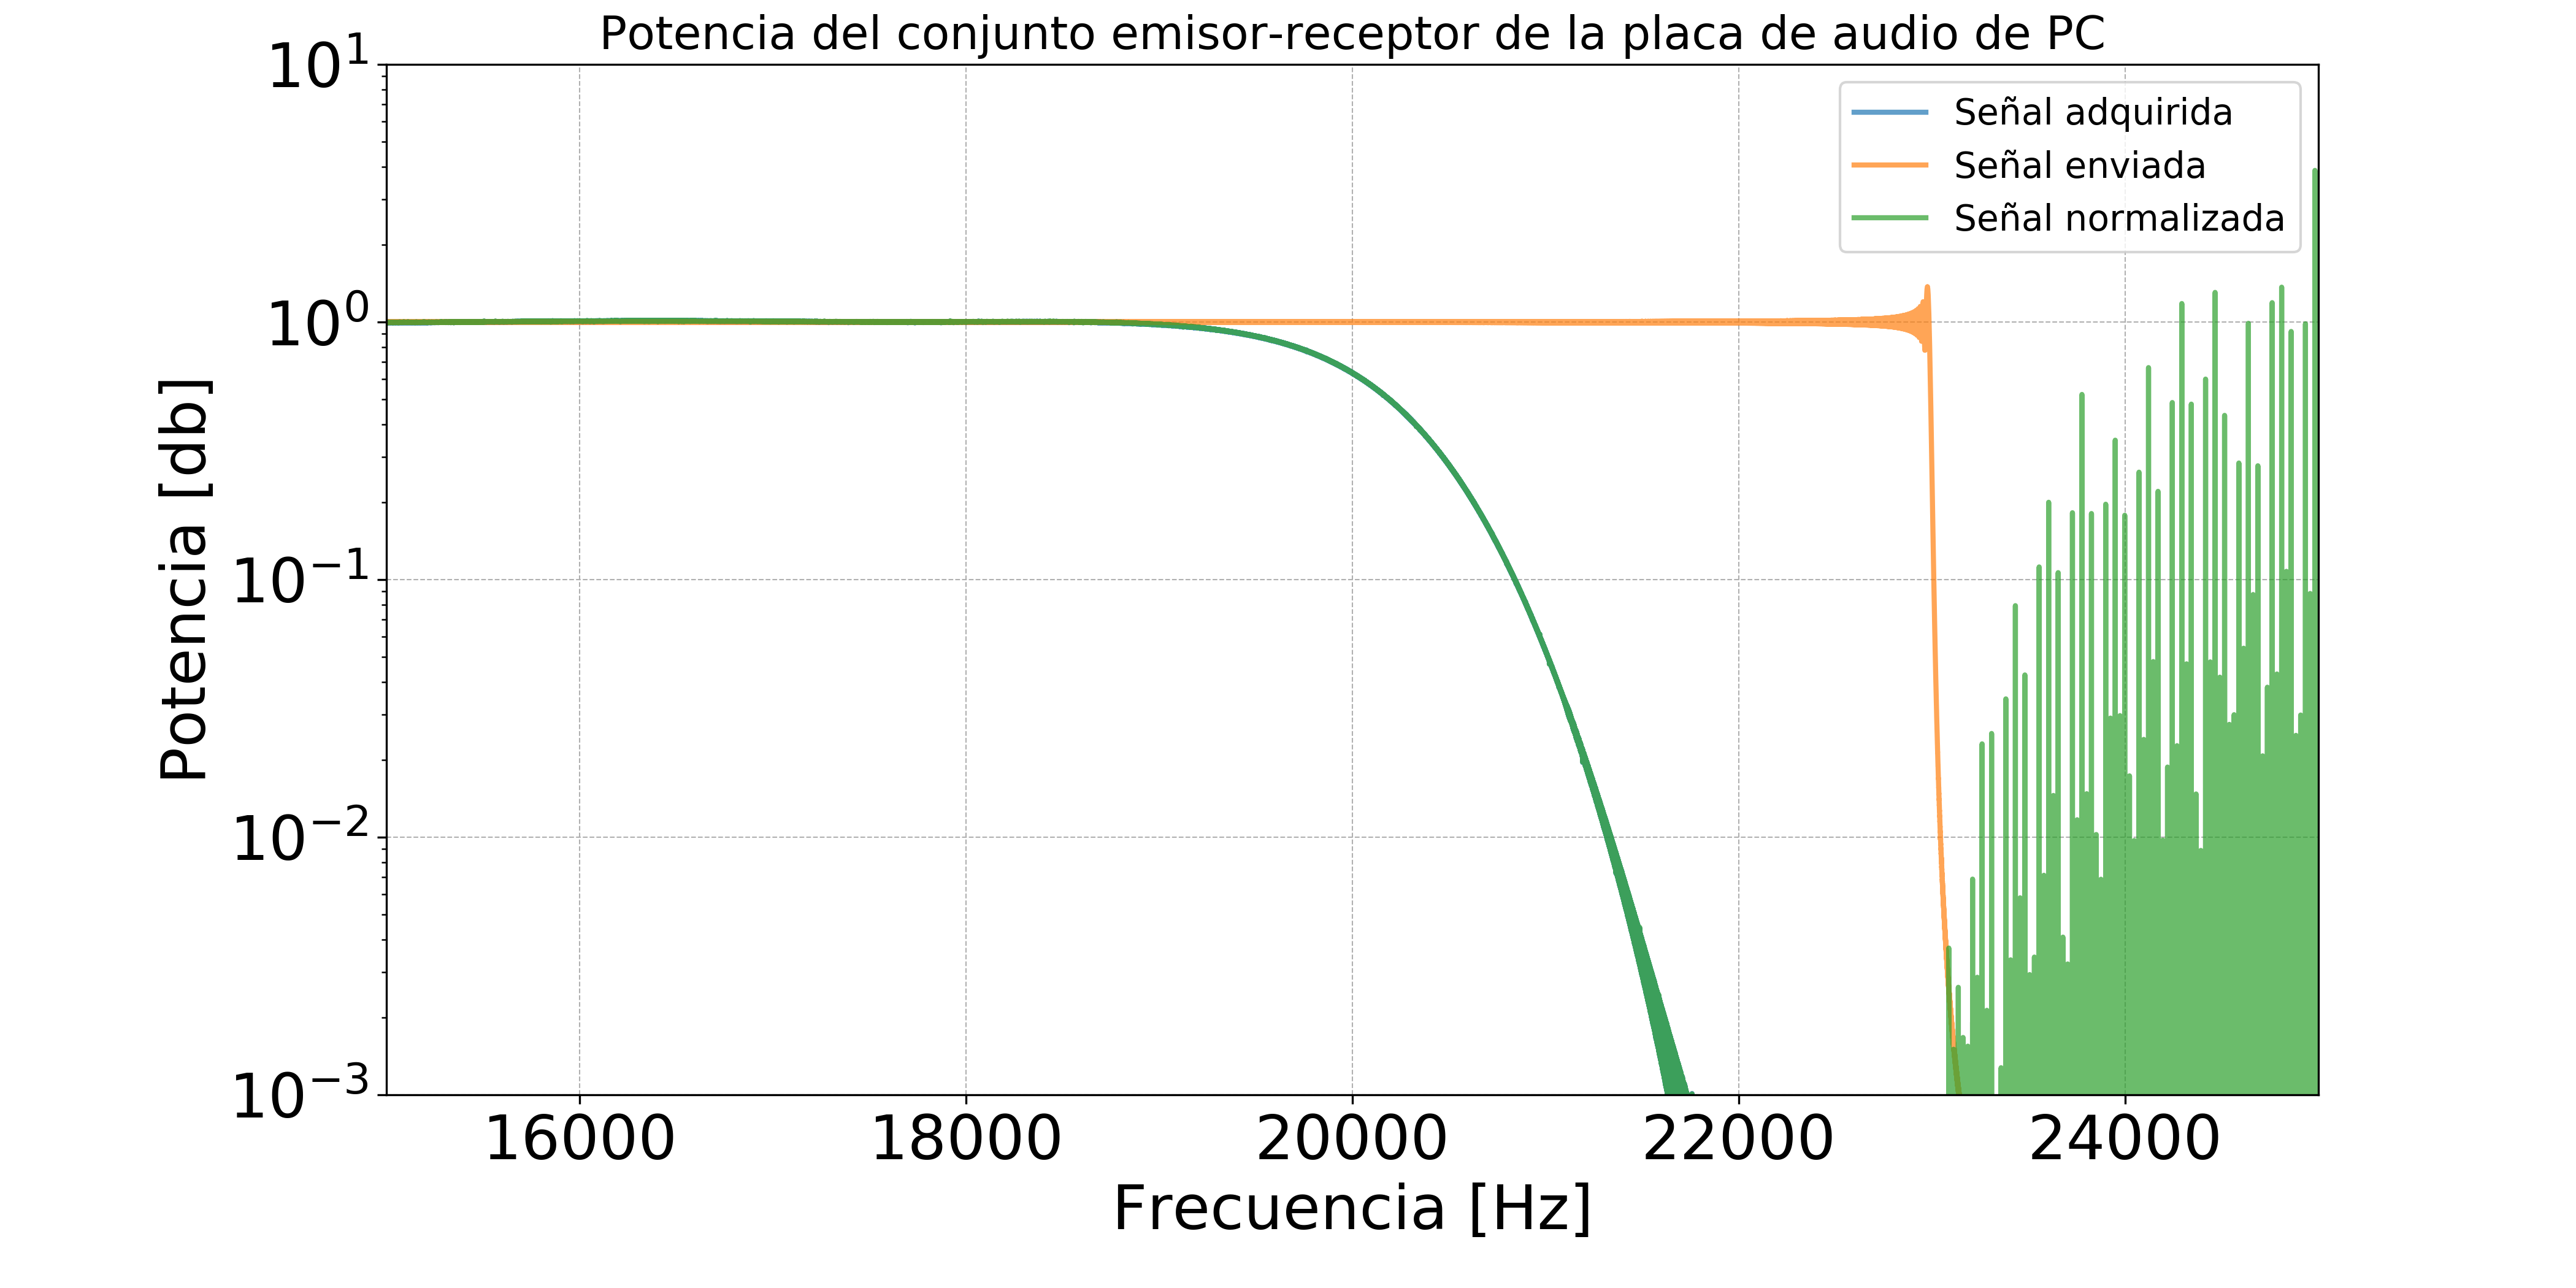 Potencia del conjunto emisor-receptor de la placa de audio de PC
10¹
10⁰
10⁻¹
10⁻²
10⁻³
Potencia [db]
Señal adquirida
Señal enviada
Señal normalizada
16000 18000 20000 22000 24000
Frecuencia [Hz]